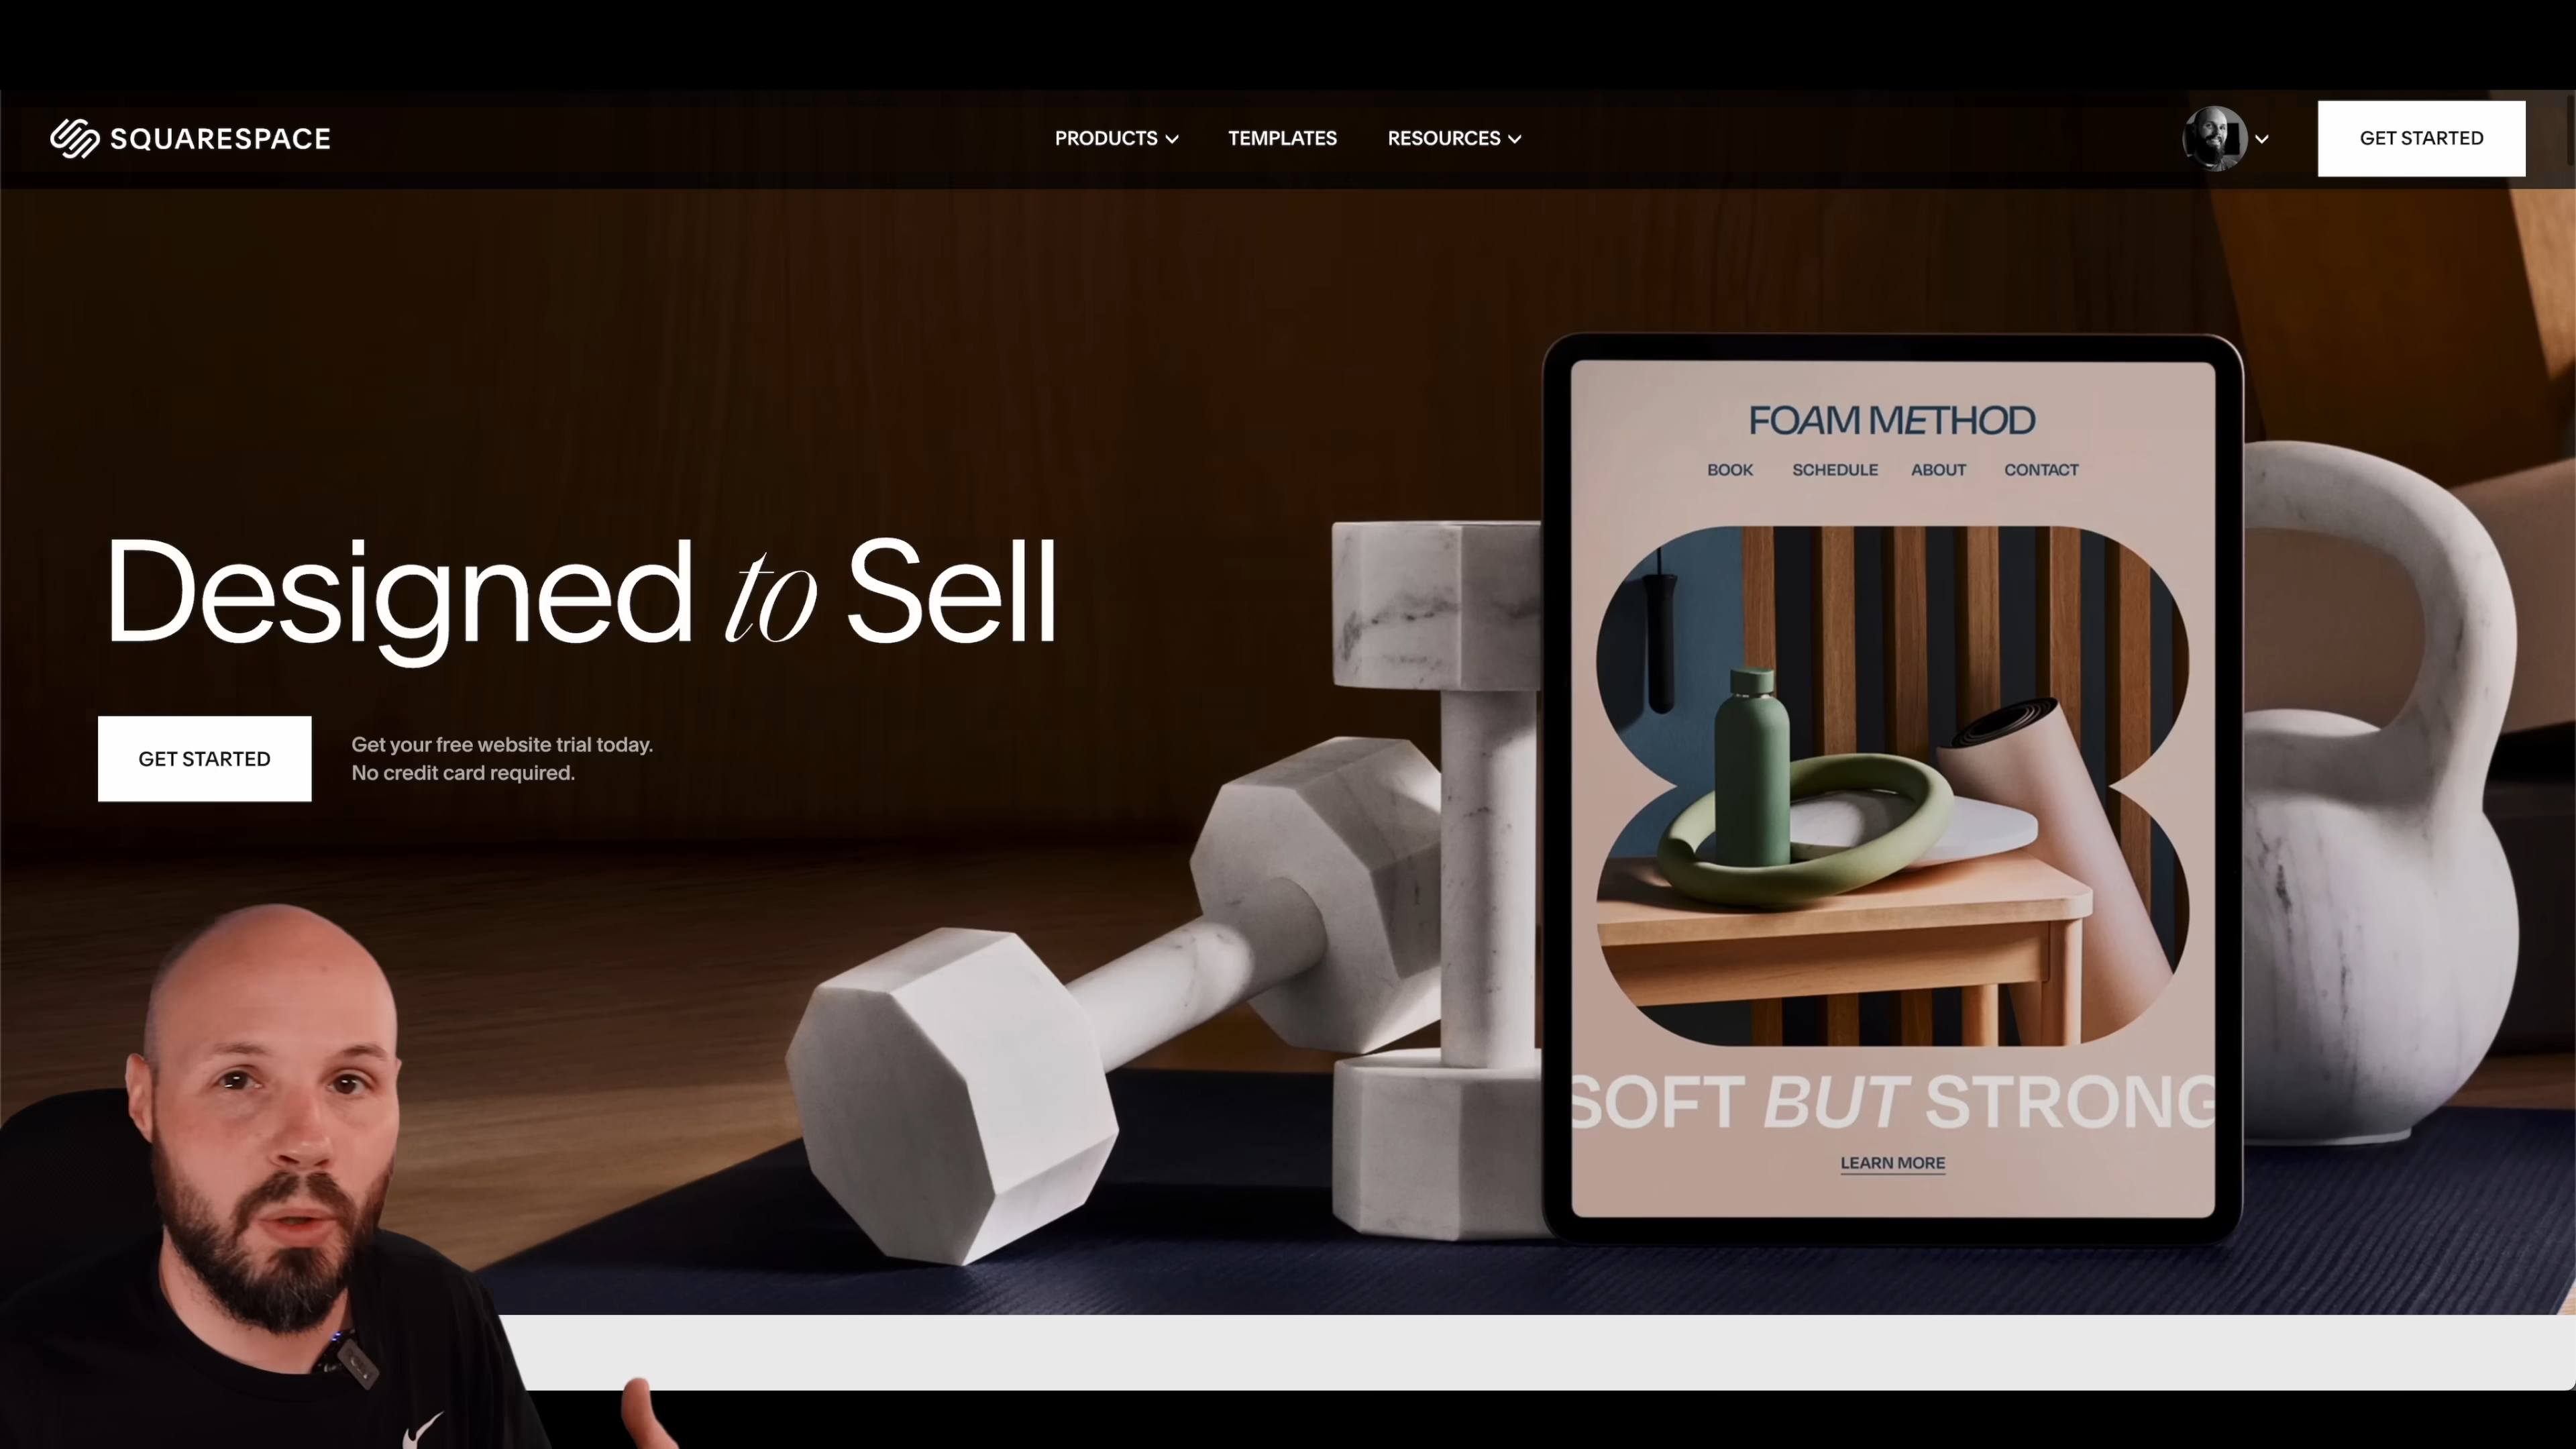 SQUARESPACE
PRODUCTS
TEMPLATES
RESOURCES
GET STARTED
Designed to Sell
GET STARTED
Get your free website trial today.
No credit card required.
FOAM METHOD
BOOK
SCHEDULE
ABOUT
CONTACT
SOFT BUT STRONG
LEARN MORE